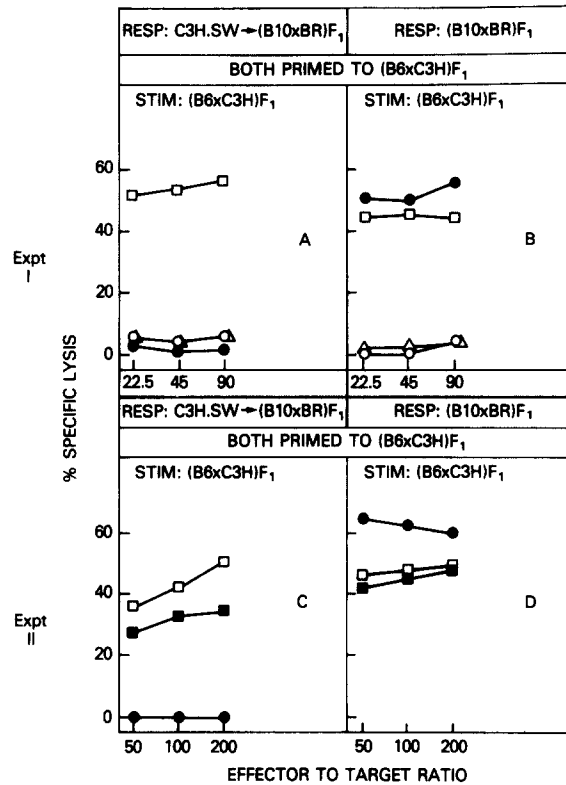 RESP: C3H.SW→(B10xBR)F₁ RESP: (B10xBR)F₁
BOTH PRIMED TO (B6xC3H)F₁
STIM: (B6xC3H)F₁ STIM: (B6xC3H)F₁
60
40
20
0
A
B
Expt
I
22.5 45 90 22.5 45 90
% SPECIFIC LYSIS
RESP: C3H.SW→(B10xBR)F₁ RESP: (B10xBR)F₁
BOTH PRIMED TO (B6xC3H)F₁
STIM: (B6xC3H)F₁ STIM: (B6xC3H)F₁
60
40
20
0
C
D
Expt
II
50 100 200 50 100 200
EFFECTOR TO TARGET RATIO